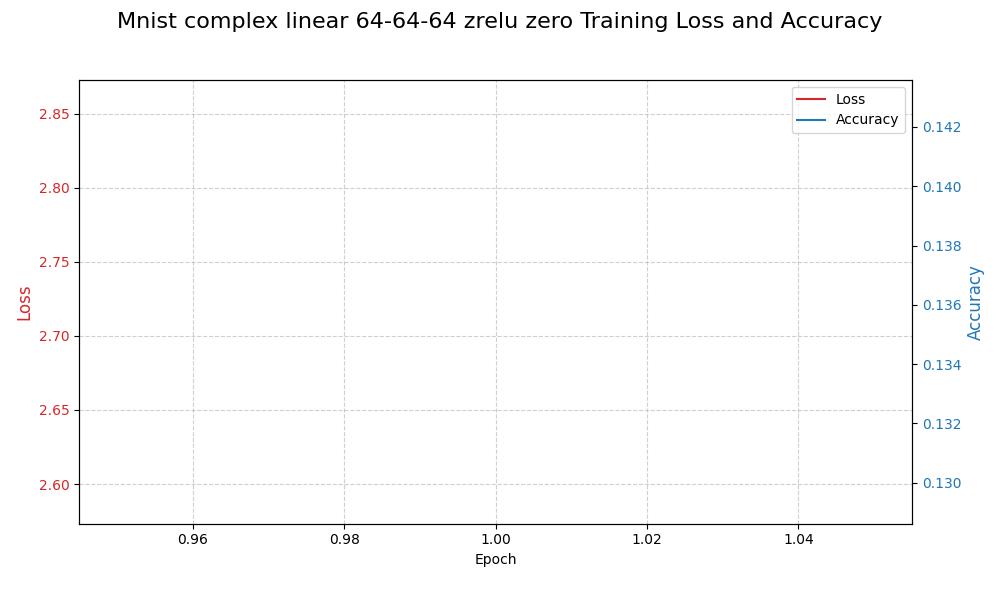 Mnist complex linear 64-64-64 zrelu zero Training Loss and Accuracy
Loss
Accuracy
2.85
2.80
2.75
2.70
2.65
2.60
Loss
0.142
0.140
0.138
0.136
0.134
0.132
0.130
Accuracy
0.96 0.98 1.00 1.02 1.04
Epoch